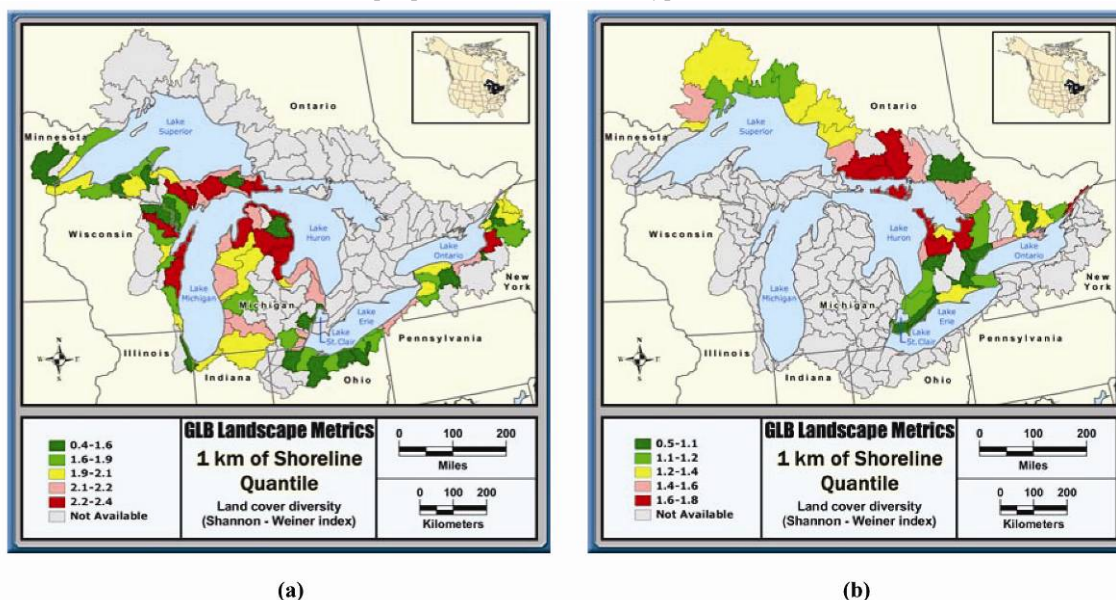 Ontario
Minnesota
Lake
Superior
Wisconsin
Lake
Huron
Lake
Ontario
New
York
Lake
Michigan
Michigan
Lake
Erie
Lake
St.Clair
Pennsylvania
Illinois
Indiana
Ohio
N
W
E
S
0.4-1.6
1.6-1.9
1.9-2.1
2.1-2.2
2.2-2.4
Not Available
GLB Landscape Metrics
1 km of Shoreline
Quantile
Land cover diversity
(Shannon - Weiner index)
0 100 200
Miles
0 100 200
Kilometers
(a)
Ontario
Minnesota
Lake
Superior
Wisconsin
Lake
Huron
Lake
Ontario
New
York
Lake
Michigan
Michigan
Lake
Erie
Lake
St.Clair
Pennsylvania
Illinois
Indiana
Ohio
N
W
E
S
0.5-1.1
1.1-1.2
1.2-1.4
1.4-1.6
1.6-1.8
Not Available
GLB Landscape Metrics
1 km of Shoreline
Quantile
Land cover diversity
(Shannon - Weiner index)
0 100 200
Miles
0 100 200
Kilometers
(b)